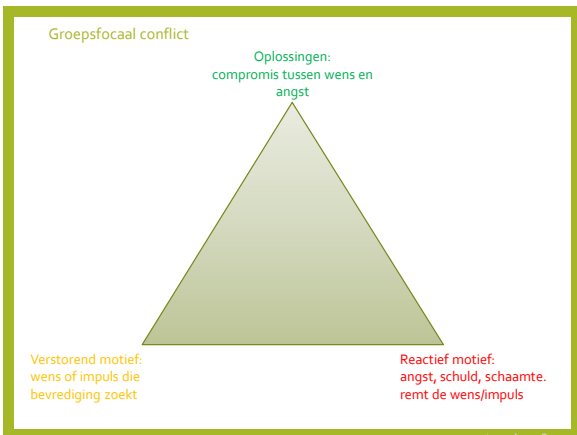 Groepsfocaal conflict
Oplossingen:
compromis tussen wens en
angst
Verstorend motief:
wens of impuls die
bevrediging zoekt
Reactief motief:
angst, schuld, schaamte.
remt de wens/impuls